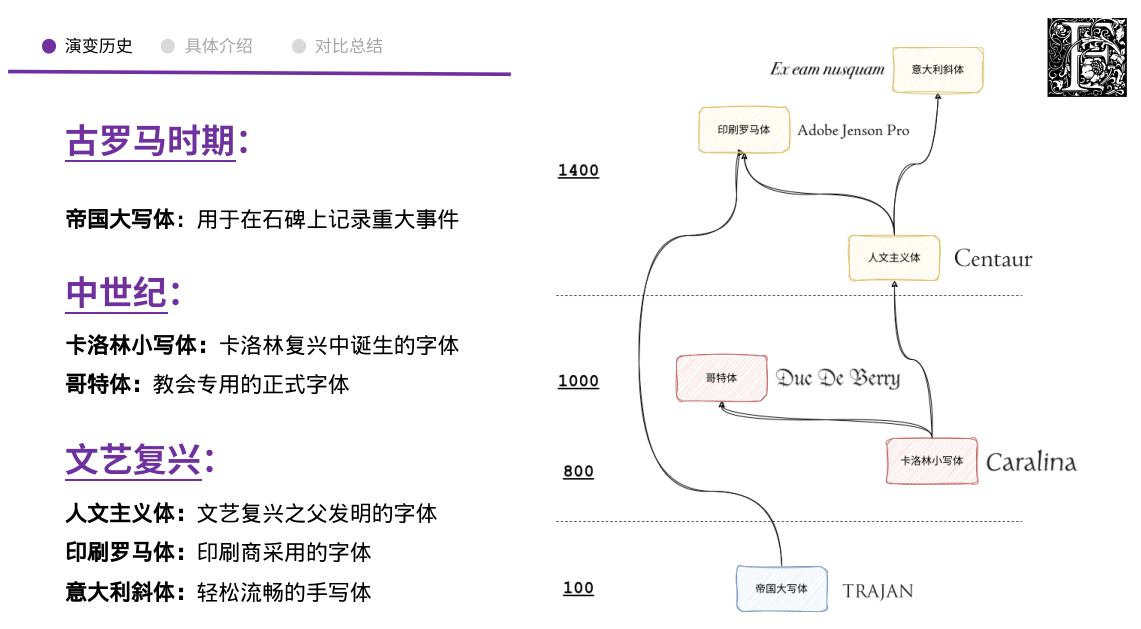 演变历史 具体介绍 对比总结
古罗马时期：
帝国大写体：用于在石碑上记录重大事件
中世纪：
卡洛林小写体：卡洛林复兴中诞生的字体
哥特体：教会专用的正式字体
文艺复兴：
人文主义体：文艺复兴之父发明的字体
印刷罗马体：印刷商采用的字体
意大利斜体：轻松流畅的手写体
Ex eam nusquam 意大利斜体
印刷罗马体 Adobe Jenson Pro
1400
人文主义体 Centaur
哥特体 Duc De Berry
1000
卡洛林小写体 Caralina
800
帝国大写体 TRAJAN
100
F